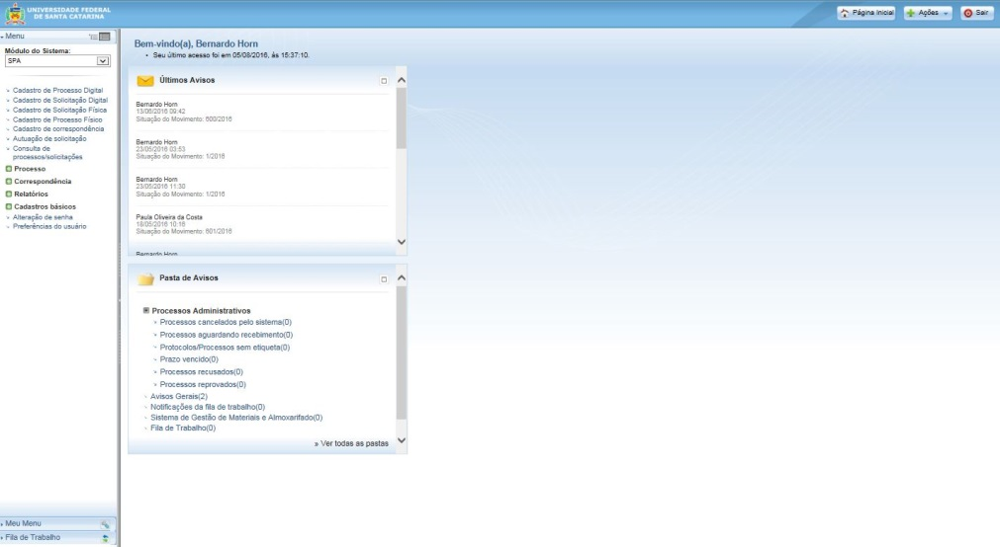 UNIVERSIDADE FEDERAL
DE SANTA CATARINA
Página Inicial
Ações
Sair
Menu
Módulo do Sistema:
SPA
Cadastro de Processo Digital
Cadastro de Solicitação Digital
Cadastro de Solicitação Física
Cadastro de Processo Físico
Cadastro de correspondência
Autuação de solicitação
Consulta de
processos/solicitações
Processo
Correspondência
Relatórios
Cadastros básicos
Alteração de senha
Preferências do usuário
Meu Menu
Fila de Trabalho
Bem-vindo(a), Bernardo Horn
Seu último acesso foi em 05/08/2016, às 15:37:10.
Últimos Avisos
Bernardo Horn
13/06/2016 09:42
Situação do Movimento: 600/2016
Bernardo Horn
23/05/2016 03:53
Situação do Movimento: 1/2016
Bernardo Horn
23/05/2016 11:30
Situação do Movimento: 1/2016
Paula Oliveira da Costa
18/05/2016 10:16
Situação do Movimento: 601/2016
Bernardo Horn
Pasta de Avisos
Processos Administrativos
Processos cancelados pelo sistema(0)
Processos aguardando recebimento(0)
Protocolos/Processos sem etiqueta(0)
Prazo vencido(0)
Processos recusados(0)
Processos reprovados(0)
Avisos Gerais(2)
Notificações da fila de trabalho(0)
Sistema de Gestão de Materiais e Almoxarifado(0)
Fila de Trabalho(0)
» Ver todas as pastas